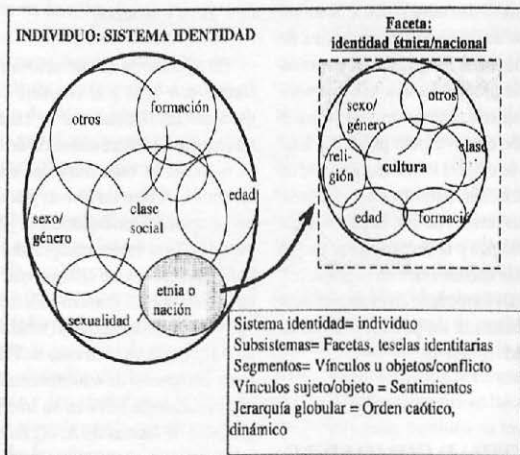 INDIVIDUO: SISTEMA IDENTIDAD
otros
formación
edad
clase
social
sexo/
género
etnia o
nación
sexualidad
Faceta:
identidad étnica/nacional
otros
sexo/
género
clase
reli-
gión
cultura
edad
formació
Sistema identidad= individuo
Subsistemas= Facetas, teselas identitarias
Segmentos= Vínculos u objetos/conflicto
Vínculos sujeto/objeto = Sentimientos
Jerarquía globular = Orden caótico,
dinámico